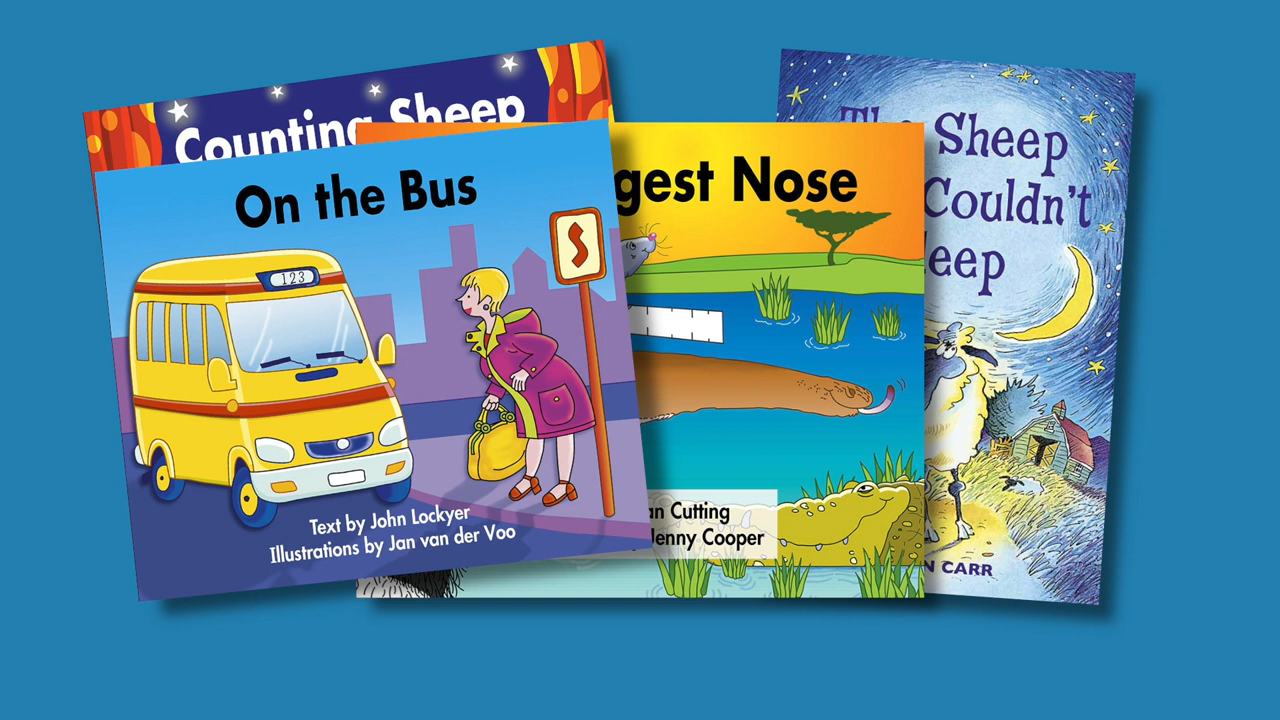 Counting Sheep
On the Bus
123
S
Text by John Lockyer
Illustrations by Jan van der Voo
gest Nose
an Cutting
Jenny Cooper
The Sheep
Couldn't
eep
N CARR